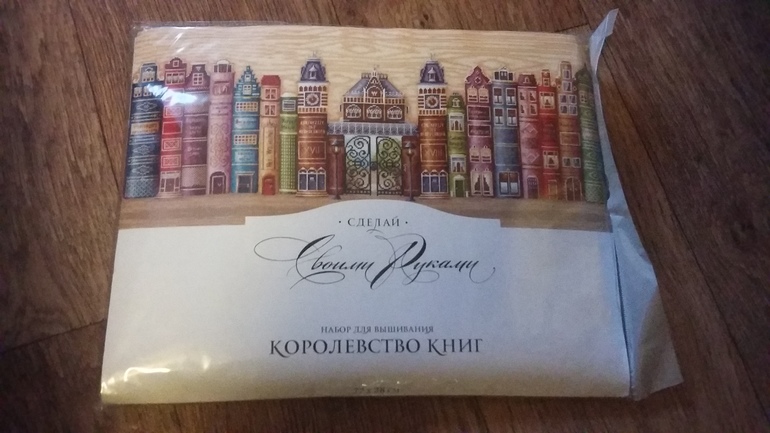 · СДЕЛАЙ ·
Своими Руками
НАБОР ДЛЯ ВЫШИВАНИЯ
КОРОЛЕВСТВО КНИГ